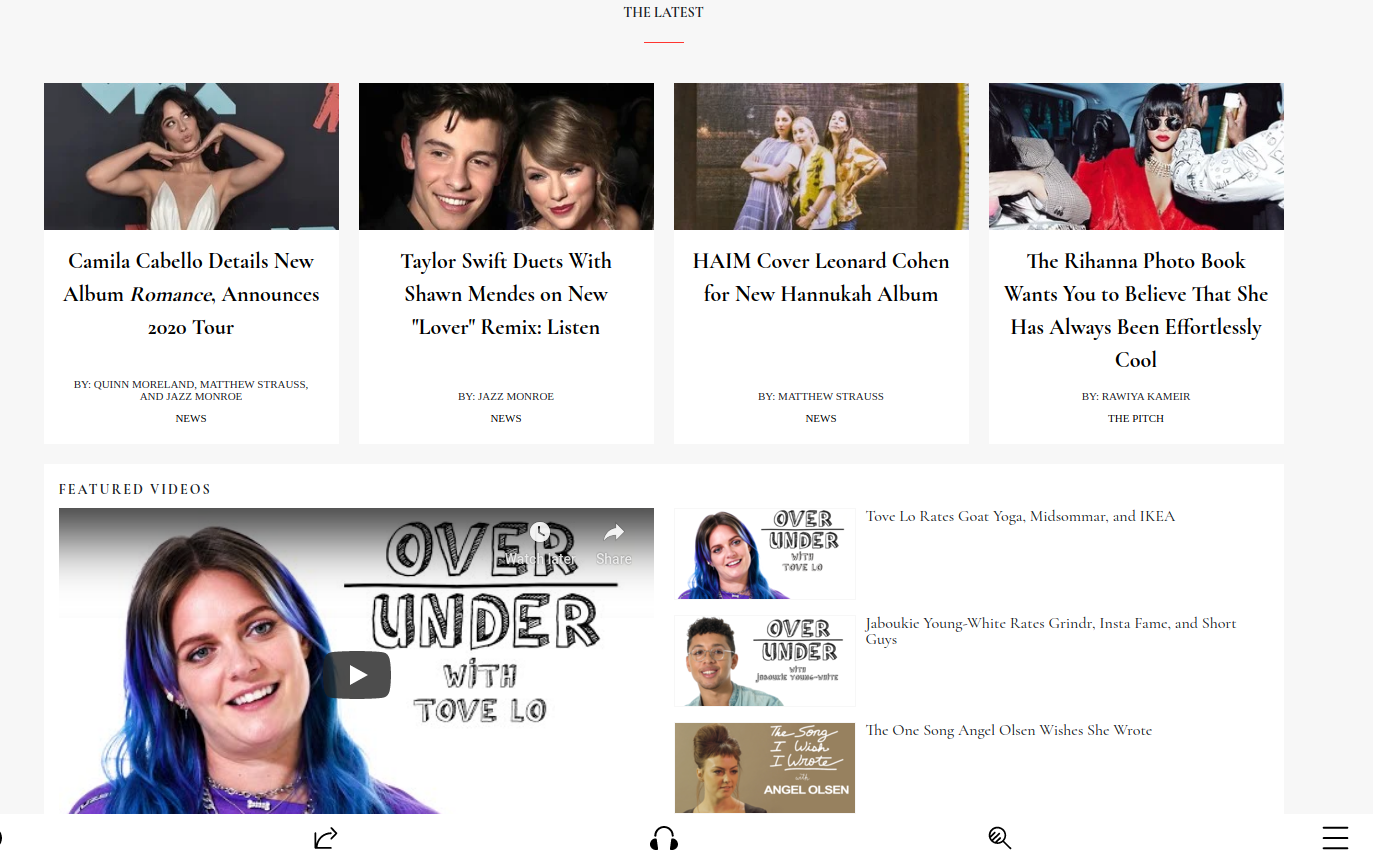 THE LATEST
Camila Cabello Details New
Album Romance, Announces
2020 Tour
BY: QUINN MORELAND, MATTHEW STRAUSS,
AND JAZZ MONROE
NEWS
Taylor Swift Duets With
Shawn Mendes on New
"Lover" Remix: Listen
BY: JAZZ MONROE
NEWS
HAIM Cover Leonard Cohen
for New Hannukah Album
BY: MATTHEW STRAUSS
NEWS
The Rihanna Photo Book
Wants You to Believe That She
Has Always Been Effortlessly
Cool
BY: RAWIYA KAMEIR
THE PITCH
FEATURED VIDEOS
OVER
UNDER
WITH
TOVE LO
Watch later
Share
OVER
UNDER
WITH
TOVE LO
Tove Lo Rates Goat Yoga, Midsommar, and IKEA
OVER
UNDER
WITH
JABOUKIE YOUNG-WHITE
Jaboukie Young-White Rates Grindr, Insta Fame, and Short
Guys
The Song
I Wish
I Wrote
with
ANGEL OLSEN
The One Song Angel Olsen Wishes She Wrote